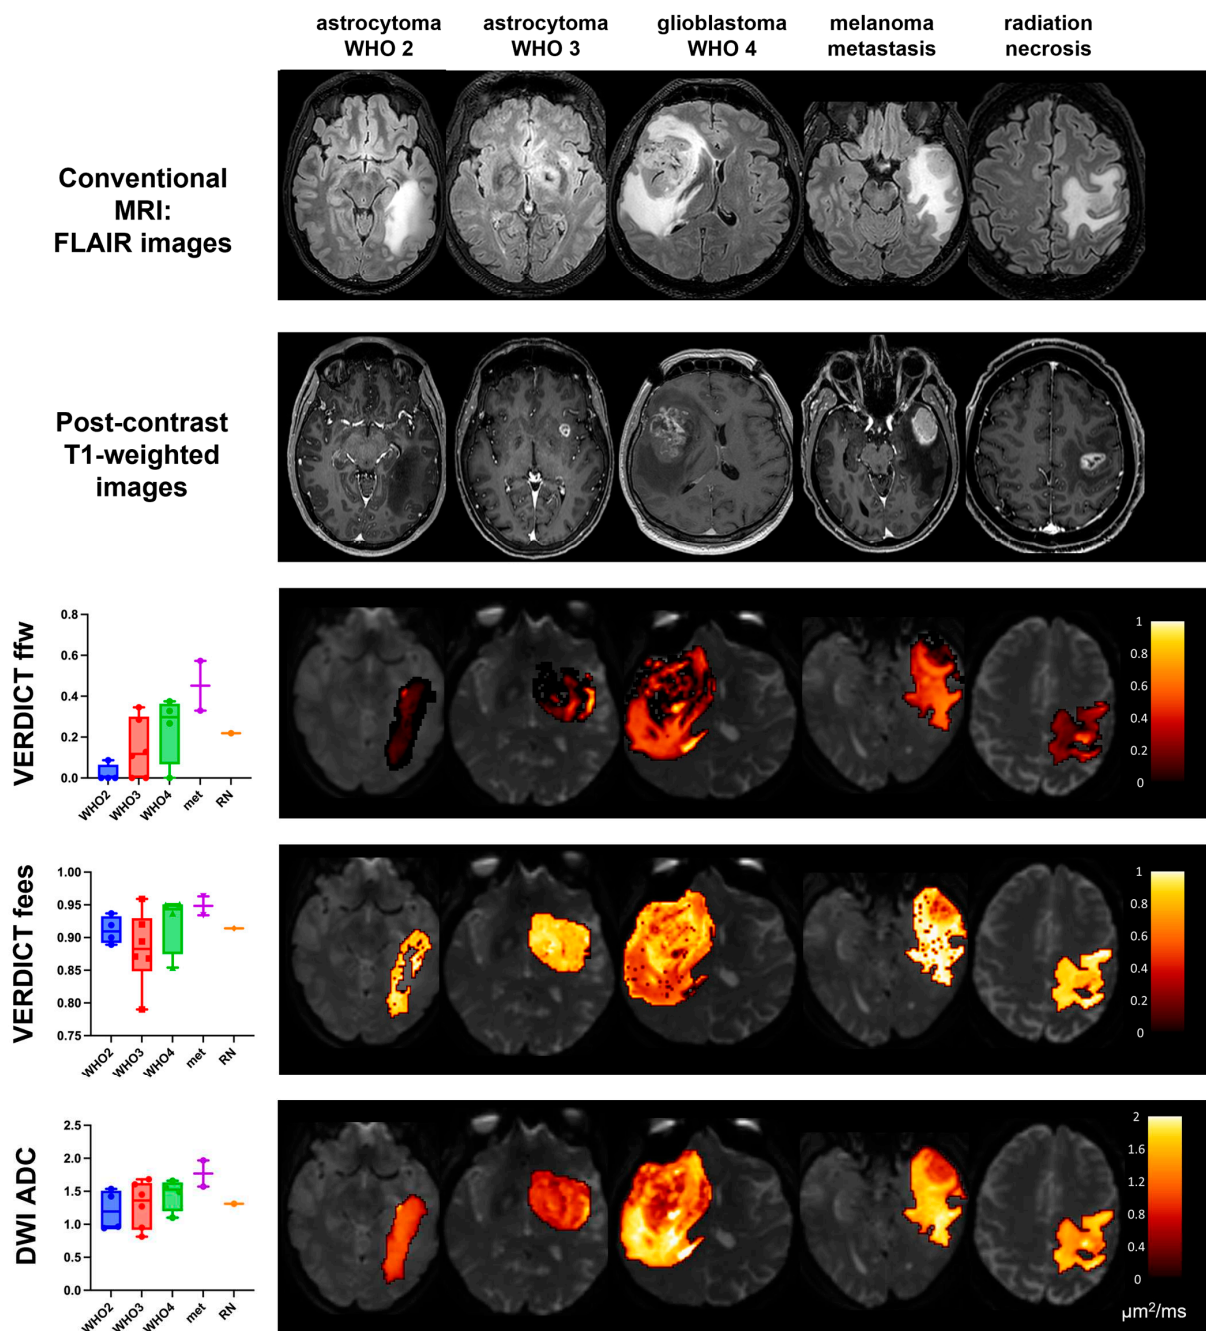 astrocytoma WHO 2
astrocytoma WHO 3
glioblastoma WHO 4
melanoma metastasis
radiation necrosis
Conventional
MRI:
FLAIR images
Post-contrast
T1-weighted
images
VERDICT ffw
0.8
0.6
0.4
0.2
0.0
WHO2
WHO3
WHO4
met
RN
1
0.8
0.6
0.4
0.2
0
VERDICT fees
1.00
0.95
0.90
0.85
0.80
0.75
WHO2
WHO3
WHO4
met
RN
1
0.8
0.6
0.4
0.2
0
DWI ADC
2.5
2.0
1.5
1.0
0.5
0.0
WHO2
WHO3
WHO4
met
RN
2
1.6
1.2
0.8
0.4
0
μm²/ms